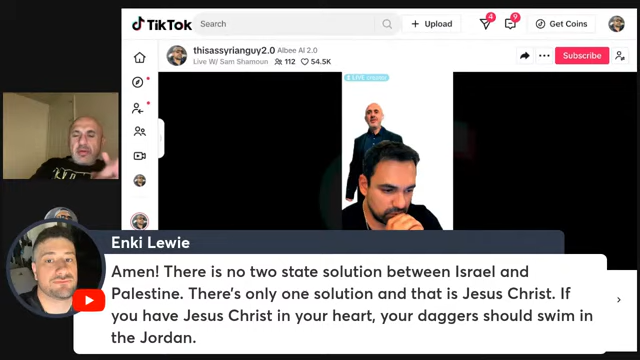 TikTok
Search
+ Upload
4
9
Get Coins
thisassyrianguy2.0 Albee AI 2.0
Live W/ Sam Shamoun 112 54.5K
Subscribe
LIVE creator
Enki Lewie
Amen! There is no two state solution between Israel and
Palestine. There's only one solution and that is Jesus Christ. If
you have Jesus Christ in your heart, your daggers should swim in
the Jordan.